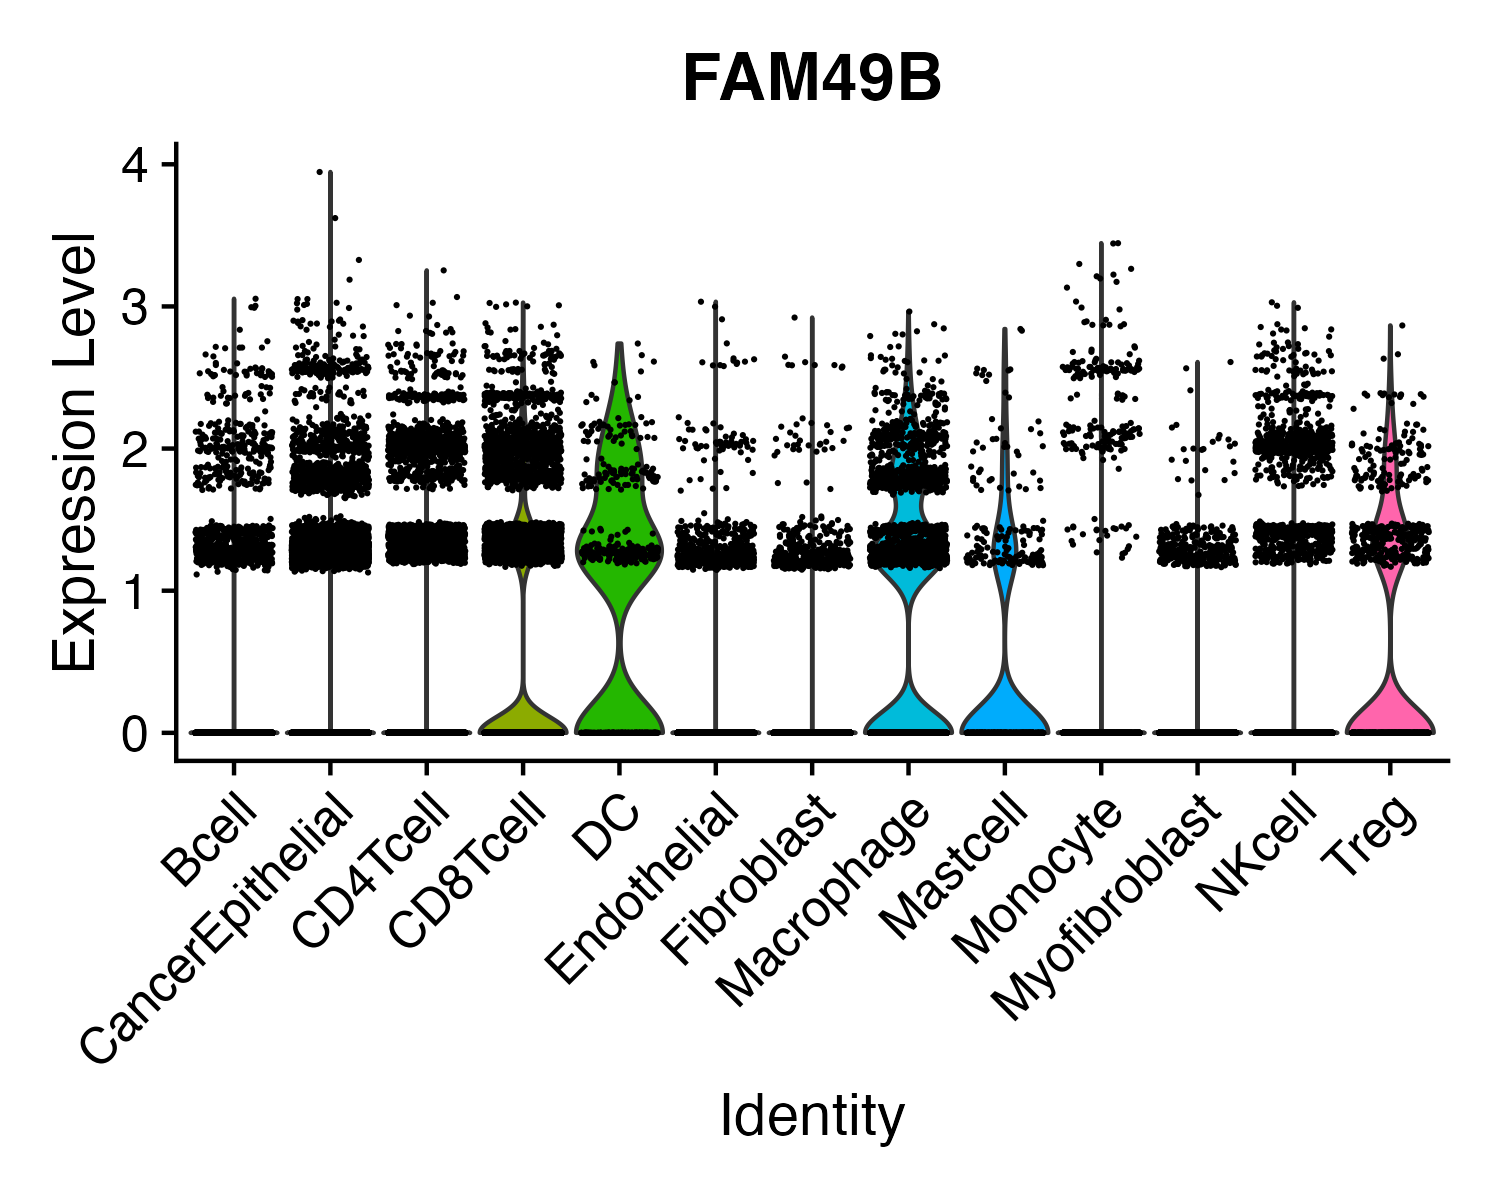 FAM49B
Expression Level
4
3
2
1
0
Bcell
CancerEpithelial
CD4Tcell
CD8Tcell
DC
Endothelial
Fibroblast
Macrophage
Mastcell
Monocyte
Myofibroblast
NKcell
Treg
Identity